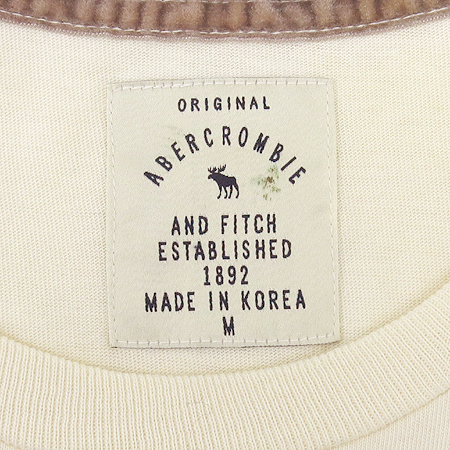 ORIGINAL
ABERCROMBIE
AND FITCH
ESTABLISHED
1892
MADE IN KOREA
M